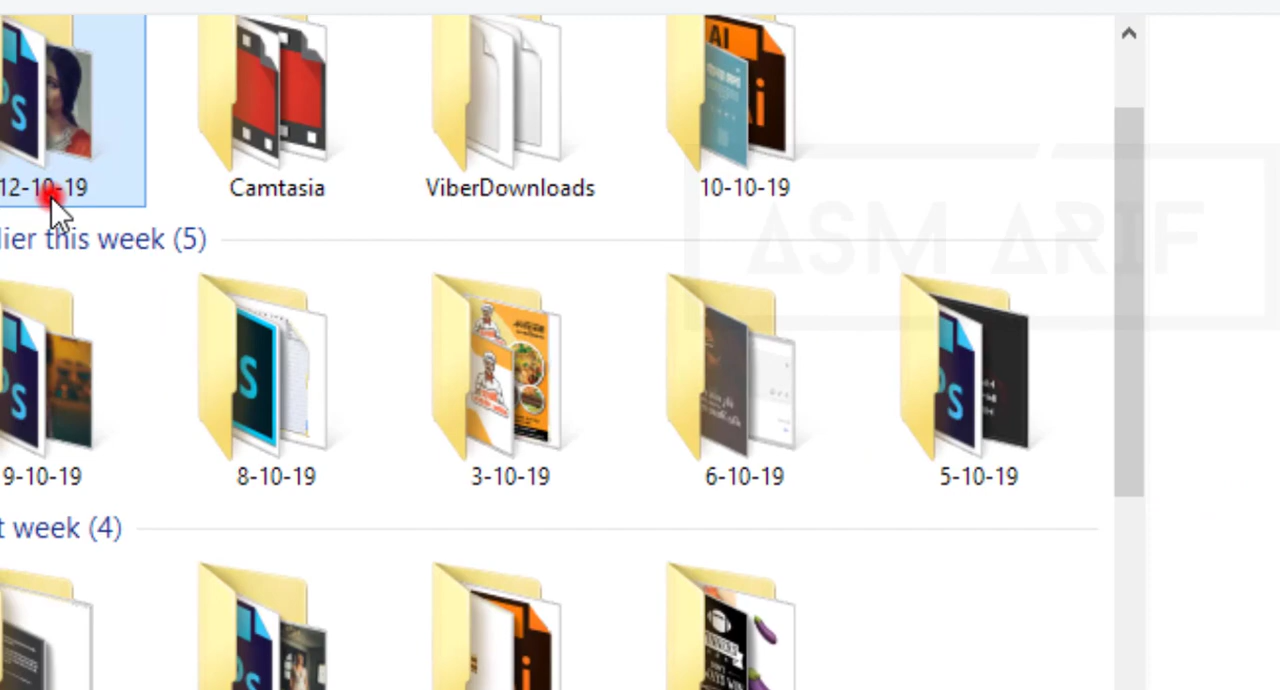 12-10-19
Camtasia
ViberDownloads
10-10-19
lier this week (5)
ASM ARIF
9-10-19
8-10-19
3-10-19
6-10-19
5-10-19
t week (4)